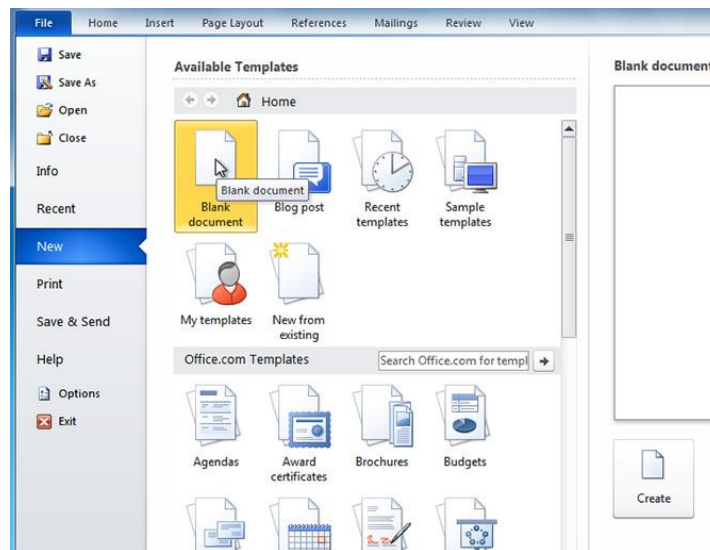 File Home Insert Page Layout References Mailings Review View
Save
Save As
Open
Close
Info
Recent
New
Print
Save & Send
Help
Options
Exit
Available Templates
Home
Blank document
Blog post
Recent templates
Sample templates
Blank document
My templates
New from existing
Office.com Templates
Search Office.com for templ
Agendas
Award certificates
Brochures
Budgets
Blank document
Create